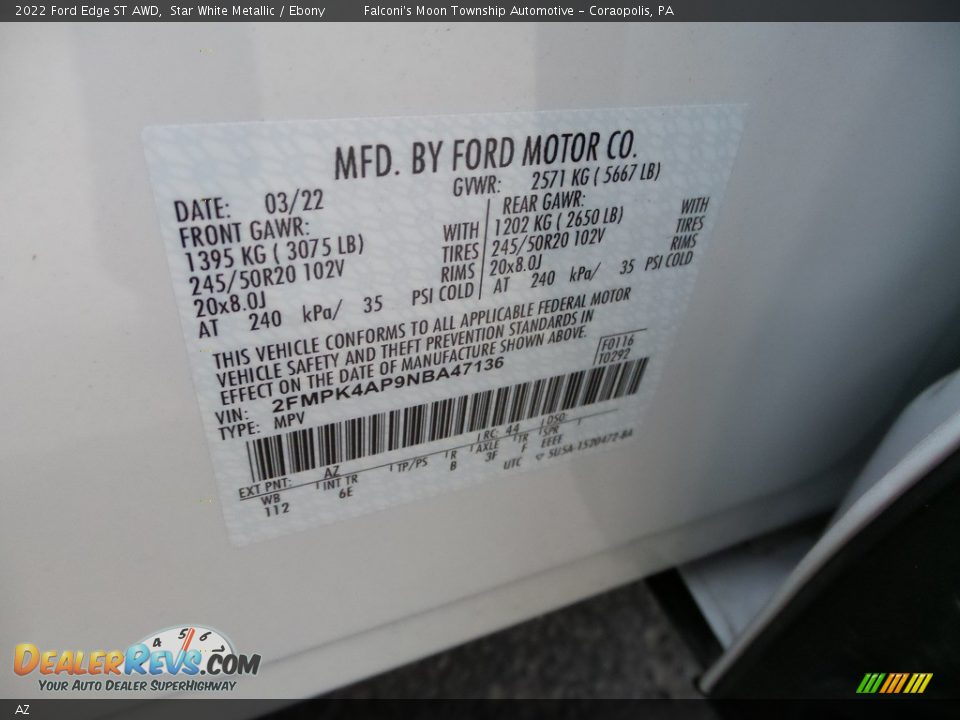 2022 Ford Edge ST AWD, Star White Metallic / Ebony Falconi's Moon Township Automotive - Coraopolis, PA
MFD. BY FORD MOTOR CO.
DATE: 03/22 GVWR: 2571 KG ( 5667 LB)
FRONT GAWR: REAR GAWR:
1395 KG ( 3075 LB) WITH 1202 KG ( 2650 LB) WITH
245/50R20 102V TIRES 245/50R20 102V TIRES
20x8.0J RIMS 20x8.0J RIMS
AT 240 kPa/ 35 PSI COLD AT 240 kPa/ 35 PSI COLD
THIS VEHICLE CONFORMS TO ALL APPLICABLE FEDERAL MOTOR
VEHICLE SAFETY AND THEFT PREVENTION STANDARDS IN
EFFECT ON THE DATE OF MANUFACTURE SHOWN ABOVE.
F0116
T0292
VIN: 2FMPK4AP9NBA47136
TYPE: MPV
EXT PNT: AZ RC: 44 DSO:
WB INT TR TP/PS R AXLE TR SPR
112 6E B 3F F EEEE
UTC 5U5A-1520472-BA
4 5 6
DealerRevs.com
Your Auto Dealer SuperHighway
AZ